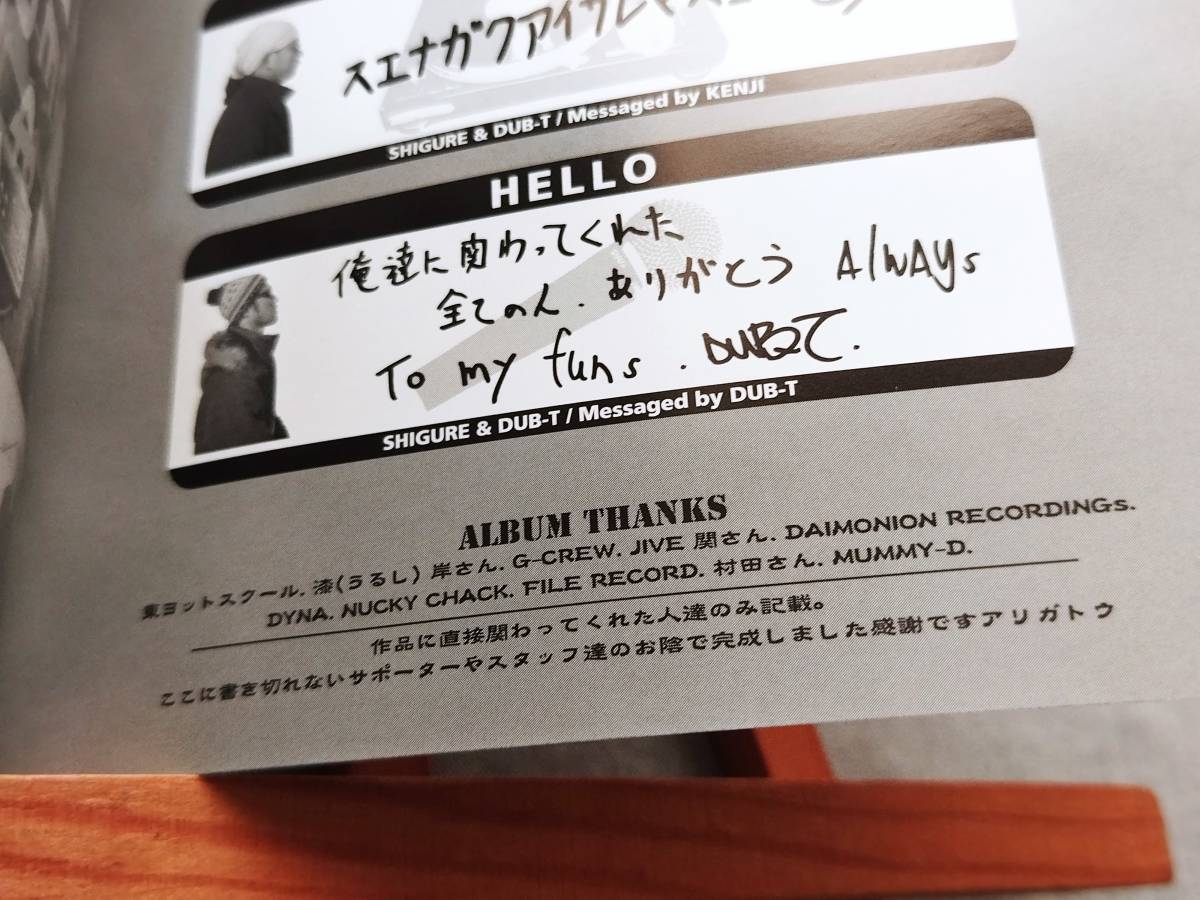 スエナガクアイサレマス
SHIGURE & DUB-T / Messaged by KENJI
HELLO
俺達に関わってくれた
全ての人. ありがとう Always
To my funs. DUB2T.
SHIGURE & DUB-T / Messaged by DUB-T
ALBUM THANKS
東ヨットスクール. 漆(うるし) 岸さん. G-CREW. JIVE 関さん. DAIMONION RECORDINGs.
DYNA. NUCKY CHACK. FILE RECORD. 村田さん. MUMMY-D.
作品に直接関わってくれた人達のみ記載。
ここに書き切れないサポーターやスタッフ達のお陰で完成しました感謝ですアリガトウ